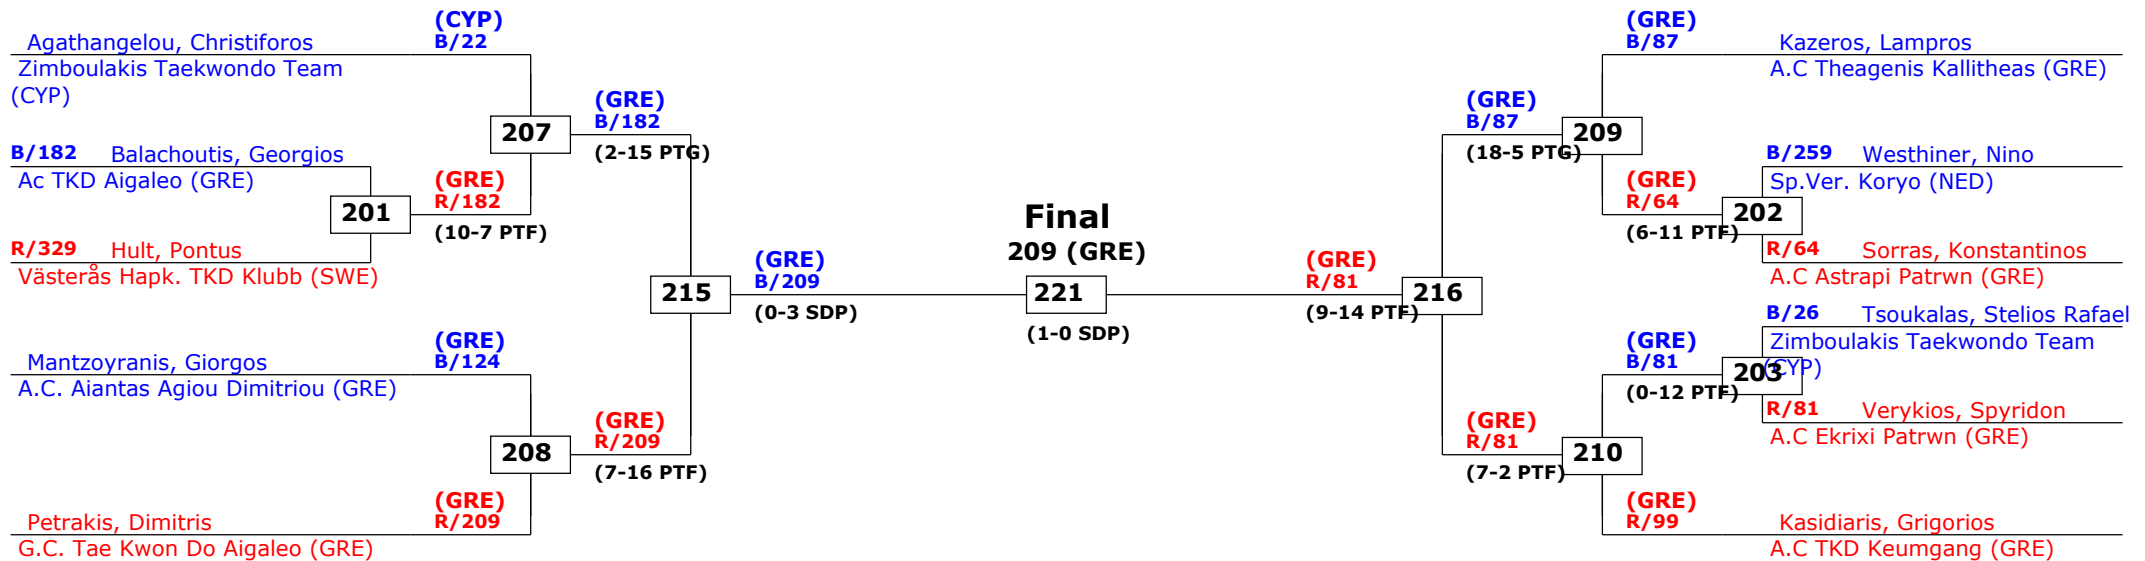 (CYP)
B/22
Agathangelou, Christiforos
Zimboulakis Taekwondo Team
(CYP)
207
(GRE)
B/182
(2-15 PTG)
B/182 Balachoutis, Georgios
Ac TKD Aigaleo (GRE)
201
(GRE)
R/182
(10-7 PTF)
R/329 Hult, Pontus
Västerås Hapk. TKD Klubb (SWE)
215
(GRE)
B/209
(0-3 SDP)
Mantzoyranis, Giorgos
(GRE)
B/124
A.C. Aiantas Agiou Dimitriou (GRE)
208
(GRE)
R/209
(7-16 PTF)
Petrakis, Dimitris
(GRE)
R/209
G.C. Tae Kwon Do Aigaleo (GRE)
Final
209 (GRE)
221
(1-0 SDP)
(GRE)
R/81
(9-14 PTF)
216
(GRE)
B/87
(18-5 PTG)
209
(GRE)
B/87
Kazeros, Lampros
A.C Theagenis Kallitheas (GRE)
B/259 Westhiner, Nino
Sp.Ver. Koryo (NED)
202
(GRE)
R/64
(6-11 PTF)
R/64 Sorras, Konstantinos
A.C Astrapi Patrwn (GRE)
B/26 Tsoukalas, Stelios Rafael
Zimboulakis Taekwondo Team
(CYP)
203
(GRE)
B/81
(0-12 PTF)
R/81 Verykios, Spyridon
A.C Ekrixi Patrwn (GRE)
210
(GRE)
R/81
(7-2 PTF)
(GRE)
R/99
Kasidiaris, Grigorios
A.C TKD Keumgang (GRE)